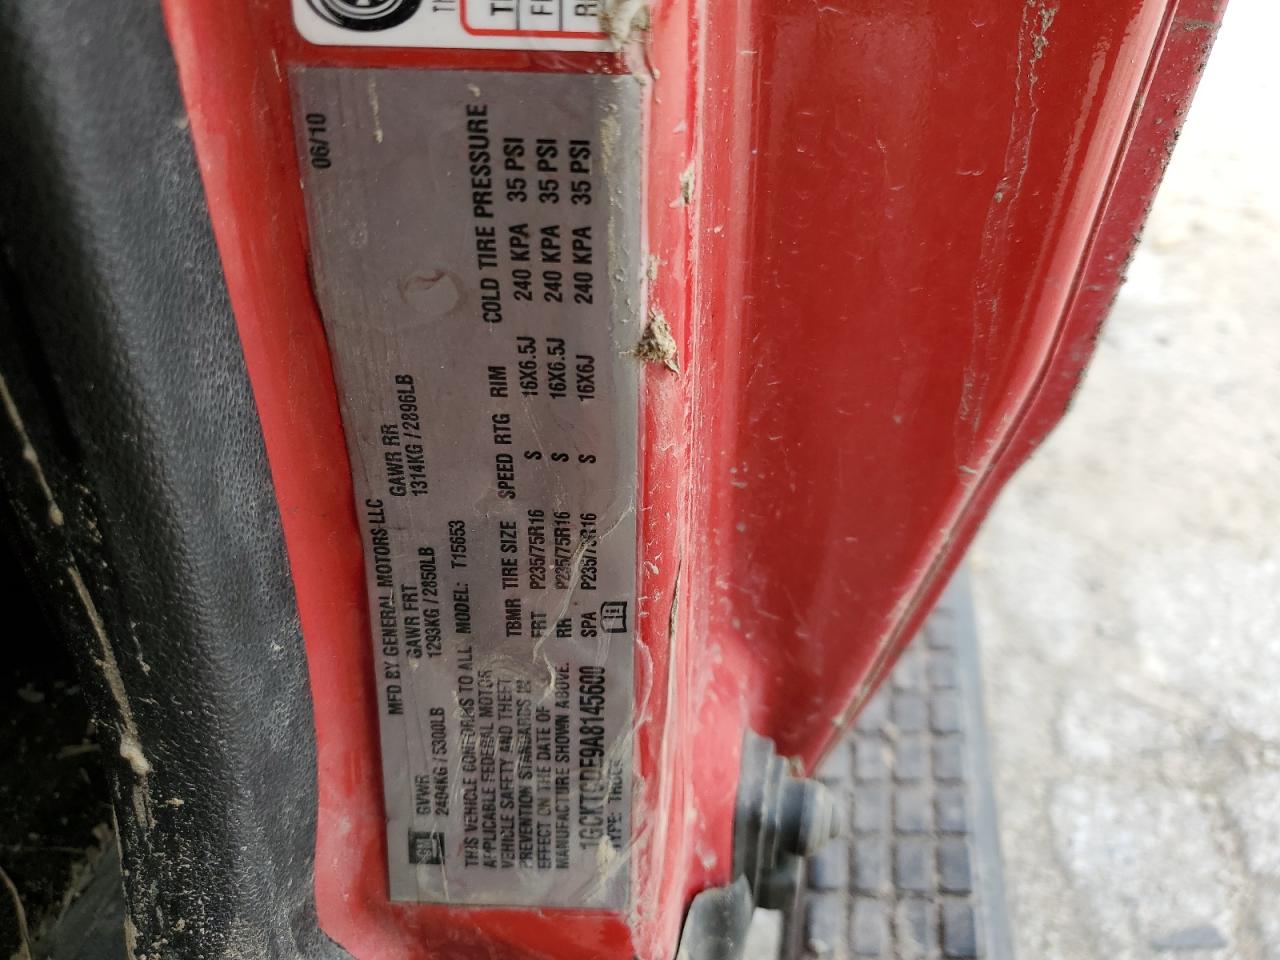 06/10
MFD BY GENERAL MOTORS LLC
GVWR GAWR FRT GAWR RR
2404KG / 5300LB 1293KG / 2850LB 1314KG / 2896LB
THIS VEHICLE CONFORMS TO ALL
APPLICABLE FEDERAL MOTOR
VEHICLE SAFETY AND THEFT
PREVENTION STANDARDS IN
EFFECT ON THE DATE OF
MANUFACTURE SHOWN ABOVE.
MODEL: T15653
COLD TIRE PRESSURE
TBMR TIRE SIZE SPEED RTG RIM
FRT P235/75R16 S 16X6.5J 240 KPA 35 PSI
RR P235/75R16 S 16X6.5J 240 KPA 35 PSI
SPA P235/75R16 S 16X6J 240 KPA 35 PSI
TYPE: TRUCK